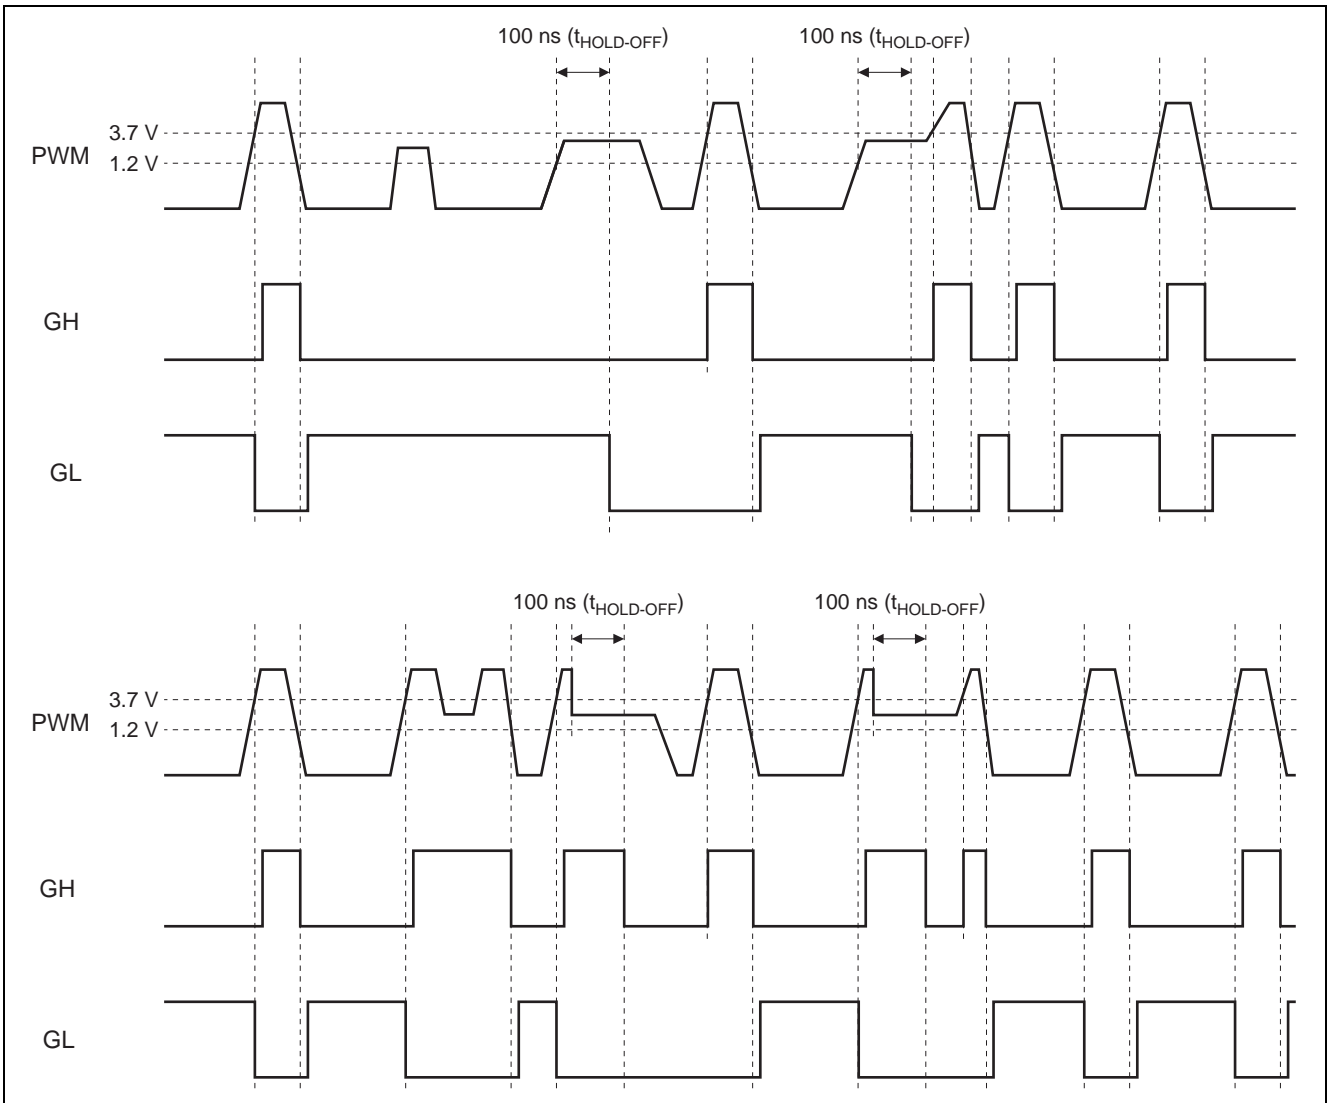 100 ns (tHOLD-OFF) 100 ns (tHOLD-OFF)
3.7 V
PWM
1.2 V
GH
GL
100 ns (tHOLD-OFF) 100 ns (tHOLD-OFF)
3.7 V
PWM
1.2 V
GH
GL